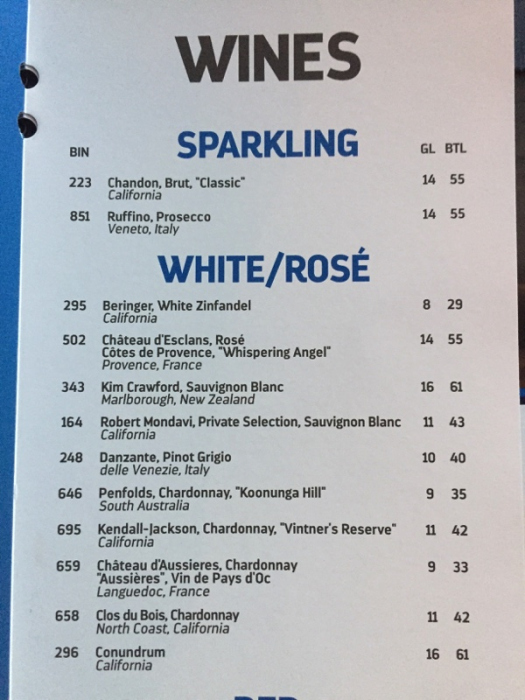 WINES
SPARKLING
BIN GL BTL
223 Chandon, Brut, "Classic" 14 55
California
851 Ruffino, Prosecco 14 55
Veneto, Italy
WHITE/ROSÉ
295 Beringer, White Zinfandel 8 29
California
502 Château d'Esclans, Rosé 14 55
Côtes de Provence, "Whispering Angel"
Provence, France
343 Kim Crawford, Sauvignon Blanc 16 61
Marlborough, New Zealand
164 Robert Mondavi, Private Selection, Sauvignon Blanc 11 43
California
248 Danzante, Pinot Grigio 10 40
delle Venezie, Italy
646 Penfolds, Chardonnay, "Koonunga Hill" 9 35
South Australia
695 Kendall-Jackson, Chardonnay, "Vintner's Reserve" 11 42
California
659 Château d'Aussieres, Chardonnay 9 33
"Aussières", Vin de Pays d'Oc
Languedoc, France
658 Clos du Bois, Chardonnay 11 42
North Coast, California
296 Conundrum 16 61
California